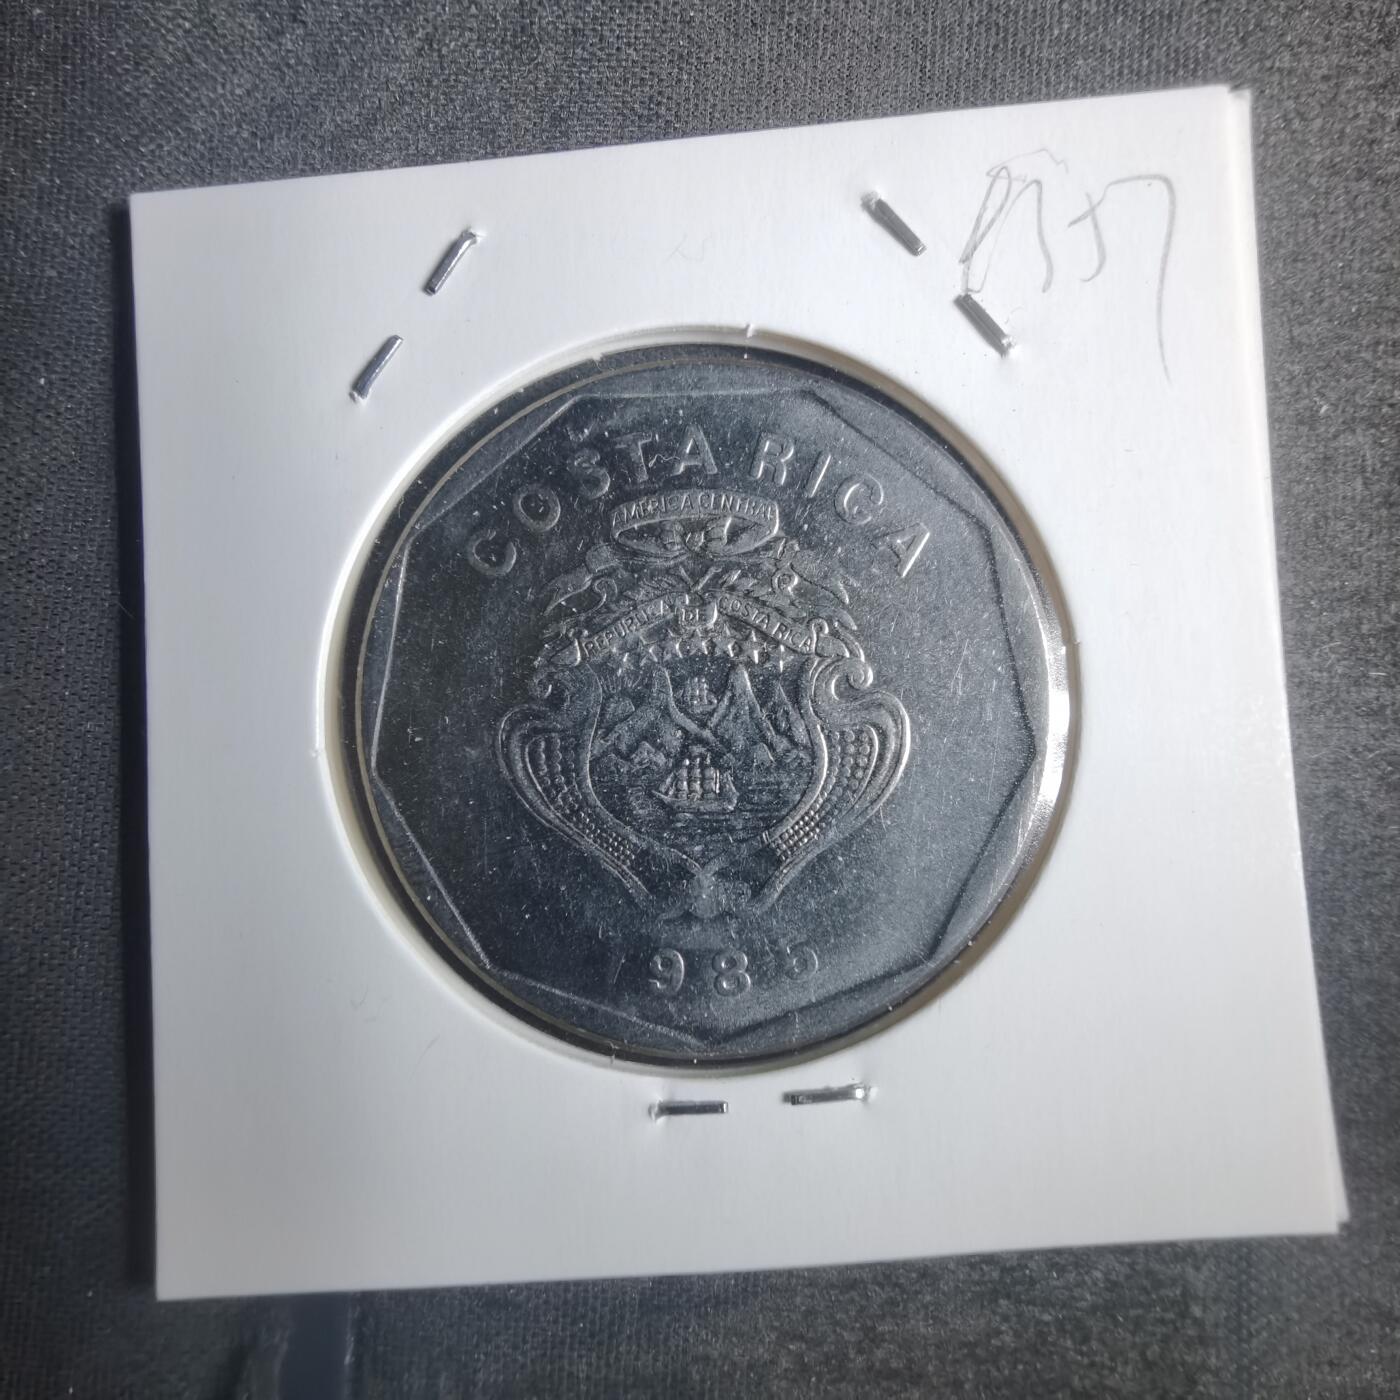 COSTA RICA
AMERICA CENTRAL
REPUBLICA DE COSTA RICA
1985